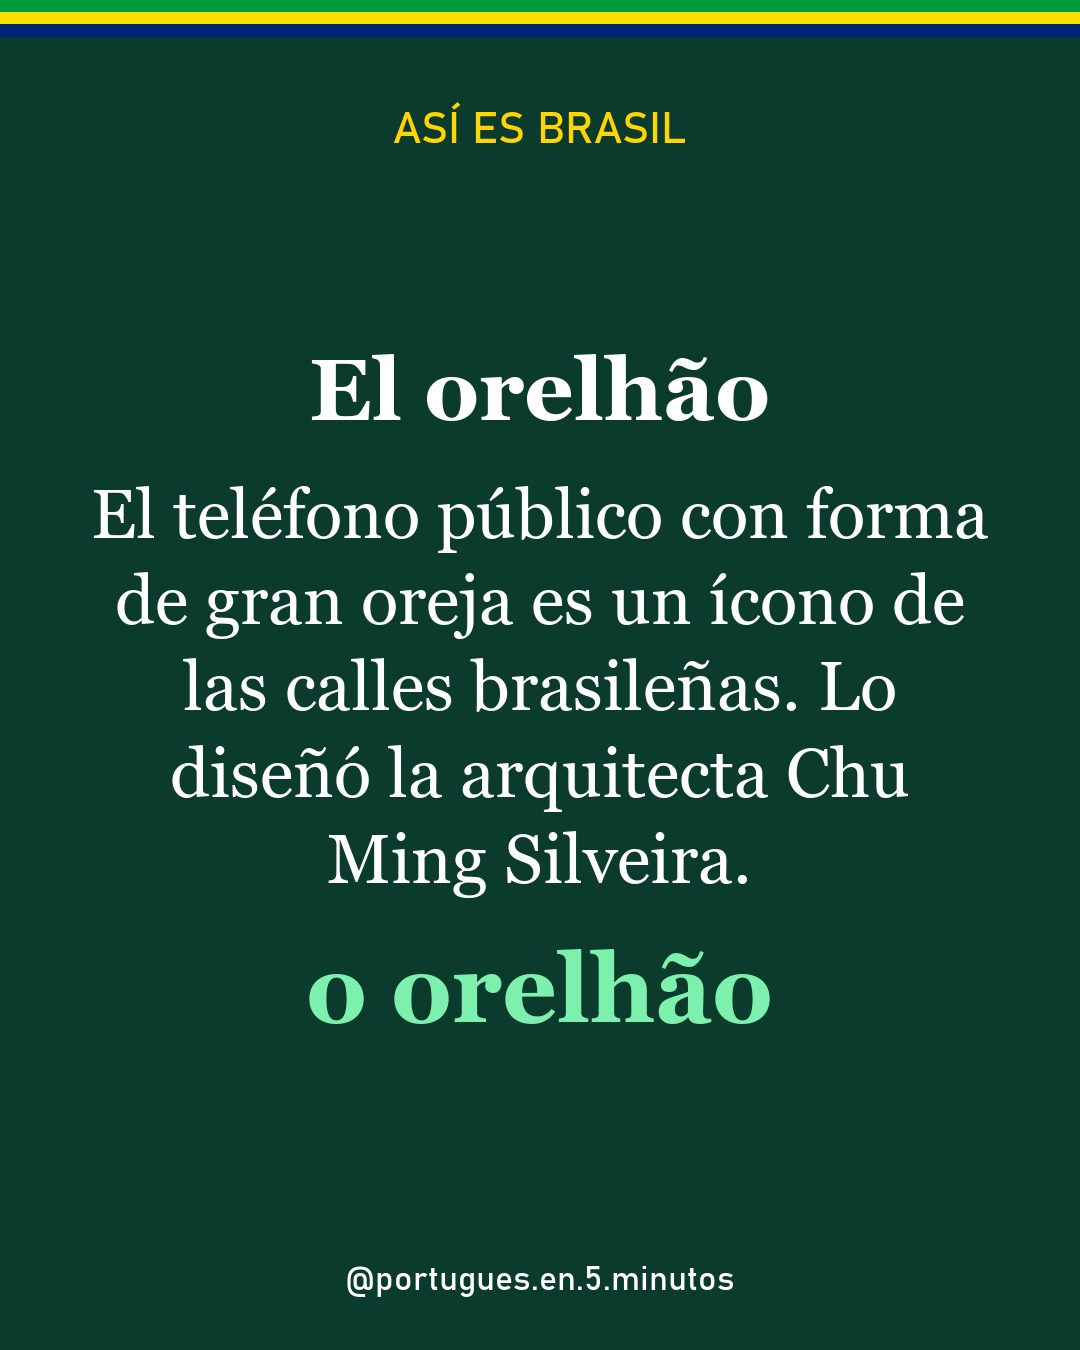 ASÍ ES BRASIL
El orelhão
El teléfono público con forma
de gran oreja es un ícono de
las calles brasileñas. Lo
diseñó la arquitecta Chu
Ming Silveira.
o orelhão
@portugues.en.5.minutos